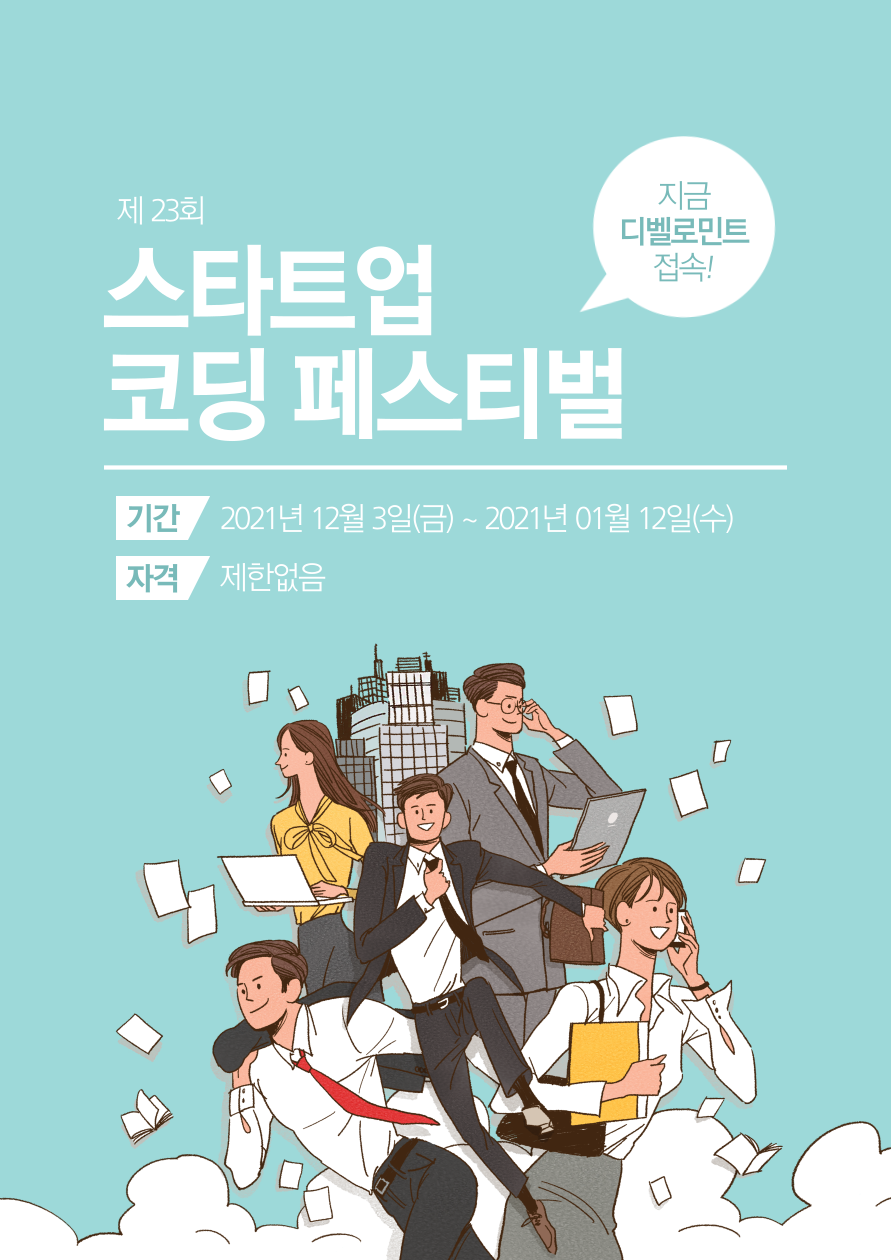 제 23회
스타트업
코딩 페스티벌
지금
디벨로민트
접속!
기간 2021년 12월 3일(금) ~ 2021년 01월 12일(수)
자격 제한없음